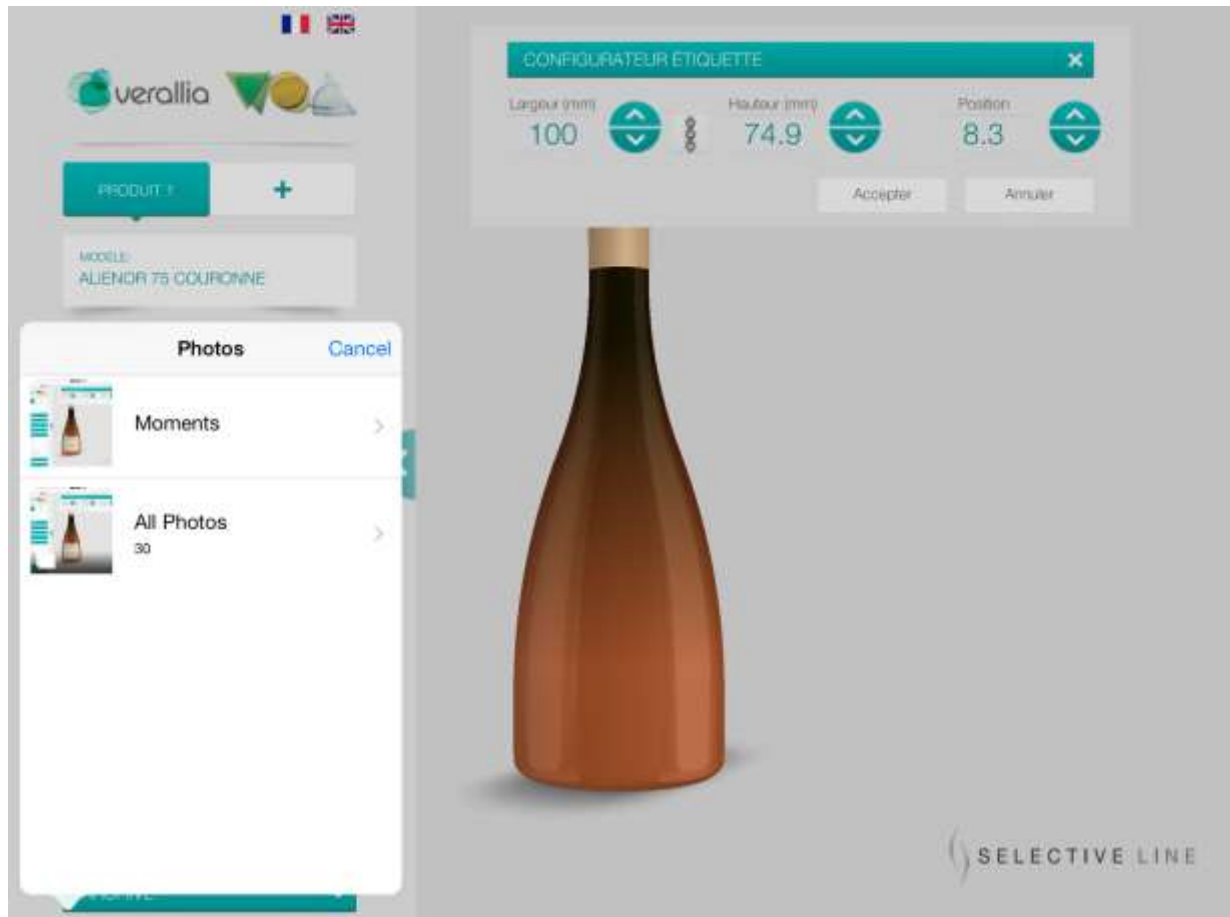 verallia
CONFIGURATEUR ÉTIQUETTE
Largeur (mm)
100
Hauteur (mm)
74.9
Position
8.3
Accepter
Annuler
PRODUIT 1
+
MODÈLE:
ALIENOR 75 COURONNE
Photos
Cancel
Moments
All Photos
30
SELECTIVE LINE